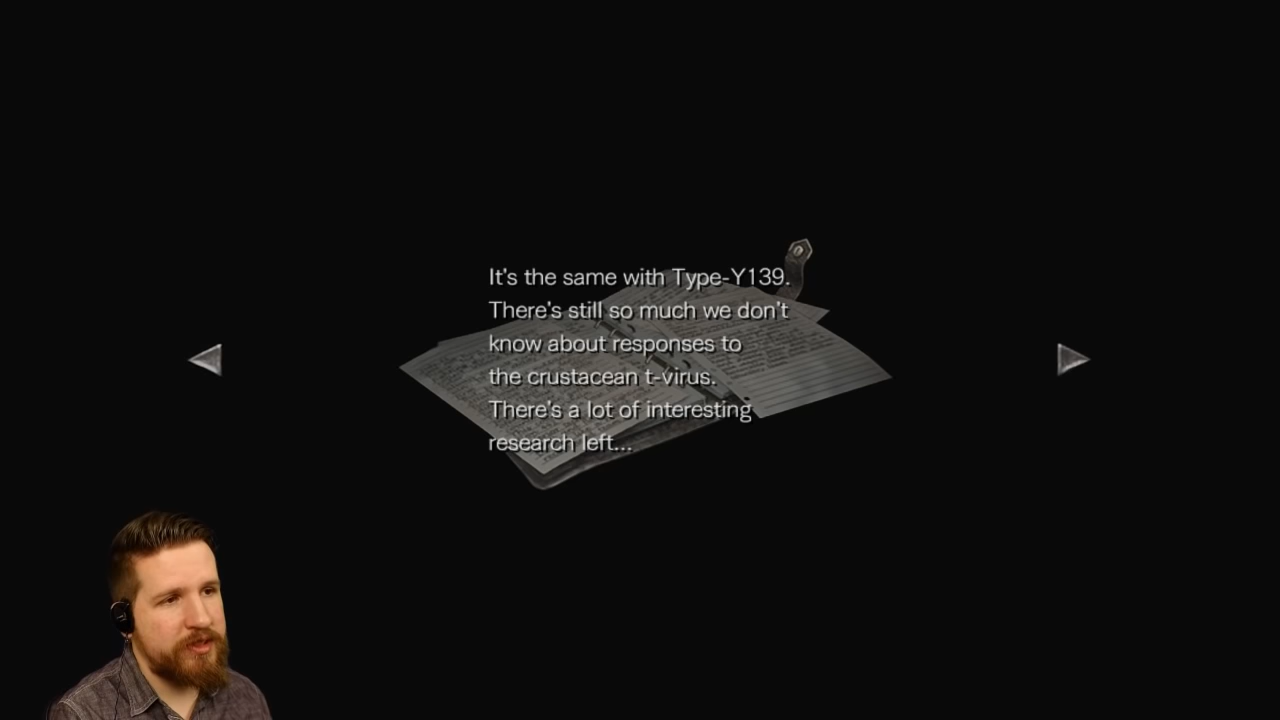 It's the same with Type-Y139.
There's still so much we don't
know about responses to
the crustacean t-virus.
There's a lot of interesting
research left...